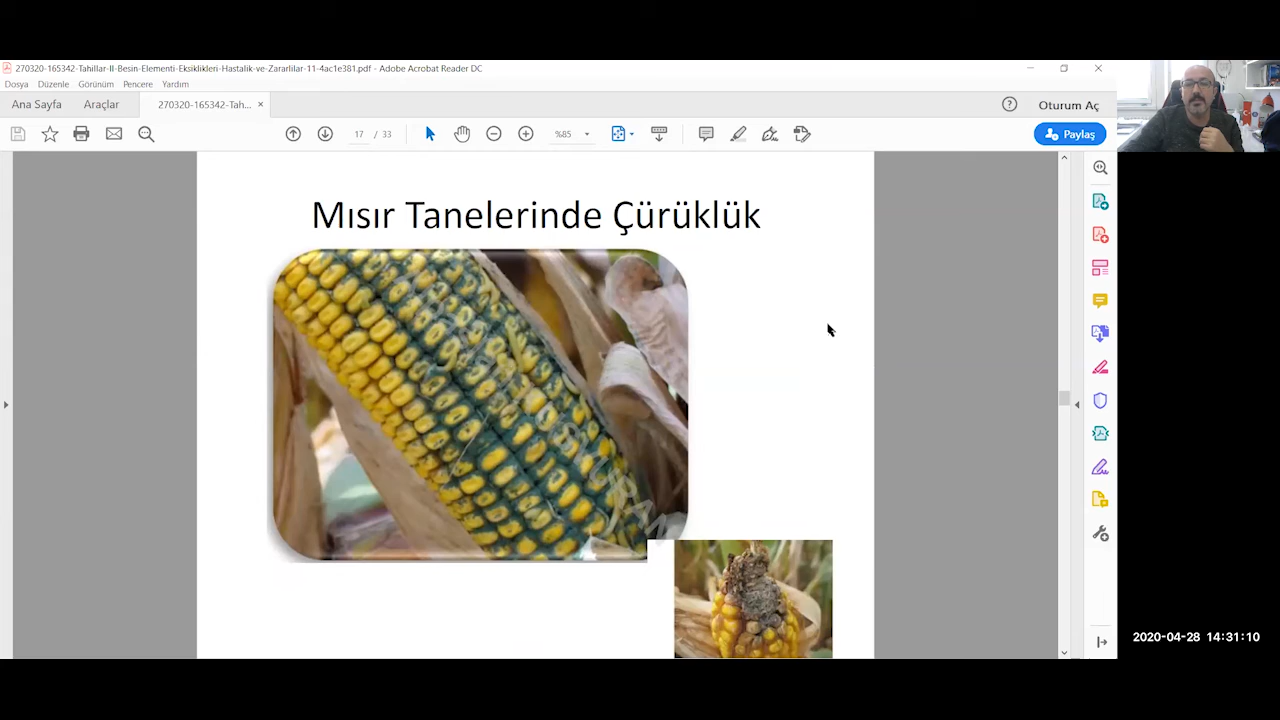 270320-165342-Tahillar-II-Besin-Elementi-Eksiklikleri-Hastalik-ve-Zararlilar-11-4ac1e381.pdf - Adobe Acrobat Reader DC
Dosya Düzenle Görünüm Pencere Yardım
Ana Sayfa Araçlar 270320-165342-Tah... × Oturum Aç
17 / 33 %85 Paylaş
Mısır Tanelerinde Çürüklük
2020-04-28 14:31:10